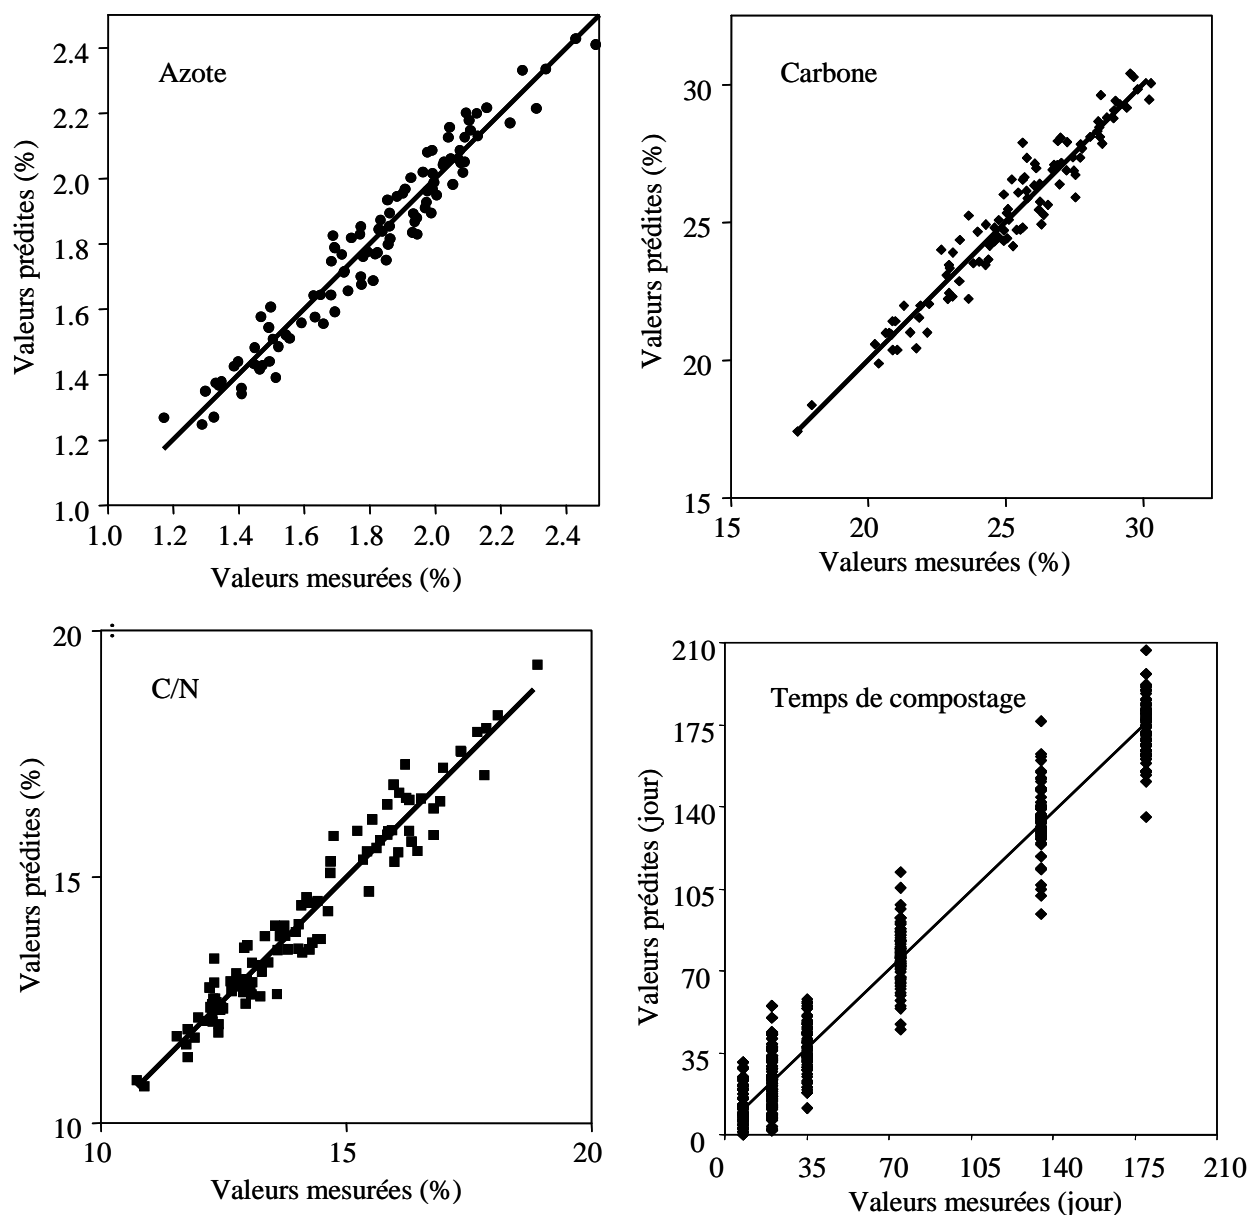 Azote
Valeurs prédites (%)
2.4
2.2
2.0
1.8
1.6
1.4
1.2
1.0
1.0 1.2 1.4 1.6 1.8 2.0 2.2 2.4
Valeurs mesurées (%)
Carbone
Valeurs prédites (%)
30
25
20
15
15 20 25 30
Valeurs mesurées (%)
C/N
Valeurs prédites (%)
20
15
10
10 15 20
Valeurs mesurées (%)
Temps de compostage
Valeurs prédites (jour)
210
175
140
105
70
35
0
0 35 70 105 140 175 210
Valeurs mesurées (jour)